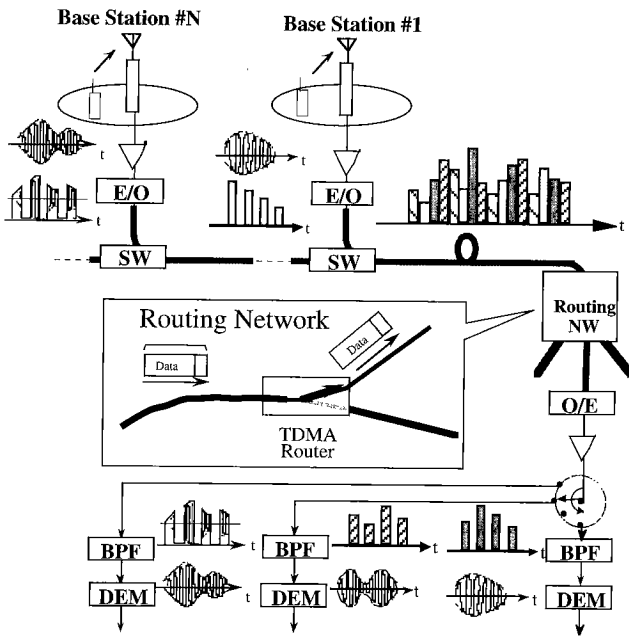 Base Station #N
Base Station #1
t
t
t
E/O
E/O
t
t
SW
SW
Routing
NW
Routing Network
Data
Data
TDMA
Router
O/E
t
t
t
BPF
BPF
BPF
t
t
t
DEM
DEM
DEM